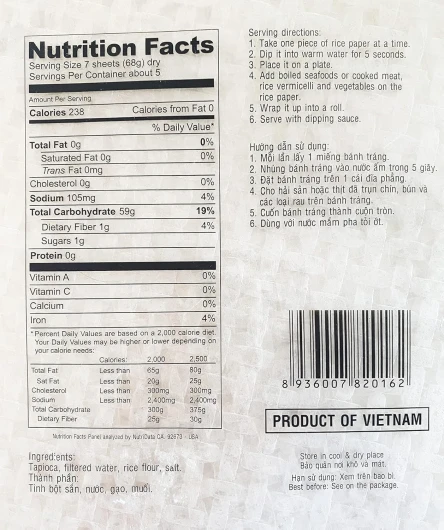 Nutrition Facts
Serving Size 7 sheets (68g) dry
Servings Per Container about 5
Amount Per Serving
Calories 238 Calories from Fat 0
% Daily Value*
Total Fat 0g 0%
Saturated Fat 0g 0%
Trans Fat 0mg
Cholesterol 0g 0%
Sodium 105mg 4%
Total Carbohydrate 59g 19%
Dietary Fiber 1g 4%
Sugars 1g
Protein 0g
Vitamin A 0%
Vitamin C 0%
Calcium 0%
Iron 4%
*Percent Daily Values are based on a 2,000 calorie diet.
Your Daily Values may be higher or lower depending on
your calorie needs:
Calories: 2,000 2,500
Total Fat Less than 65g 80g
Sat Fat Less than 20g 25g
Cholesterol Less than 300mg 300mg
Sodium Less than 2,400mg 2,400mg
Total Carbohydrate 300g 375g
Dietary Fiber 25g 30g
Nutrition Facts Panel analyzed by NutriData CA. 92673 - USA
Ingredients:
Tapioca, filtered water, rice flour, salt.
Thành phần:
Tinh bột sắn, nước, gạo, muối.
Serving directions:
1. Take one piece of rice paper at a time.
2. Dip it into warm water for 5 seconds.
3. Place it on a plate.
4. Add boiled seafoods or cooked meat,
rice vermicelli and vegetables on the
rice paper.
5. Wrap it up into a roll.
6. Serve with dipping sauce.
Hướng dẫn sử dụng:
1. Mỗi lần lấy 1 miếng bánh tráng.
2. Nhúng bánh tráng vào nước ấm trong 5 giây.
3. Đặt bánh tráng trên 1 cái đĩa phẳng.
4. Cho hải sản hoặc thịt đã trụn chín, bún và
các loại rau trên bánh tráng.
5. Cuốn bánh tráng thành cuộn tròn.
6. Dùng với nước mắm pha tỏi ớt.
8 936007 820162
PRODUCT OF VIETNAM
Store in cool & dry place
Bảo quản nơi khô và mát.
Hạn sử dụng: Xem trên bao bì.
Best before: See on the package.